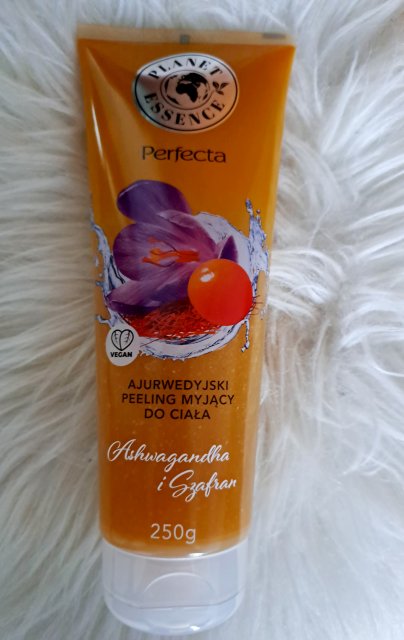 PLANET
ESSENCE
Perfecta
VEGAN
AJURWEDYJSKI
PEELING MYJĄCY
DO CIAŁA
Ashwagandha
i Szafran
250g